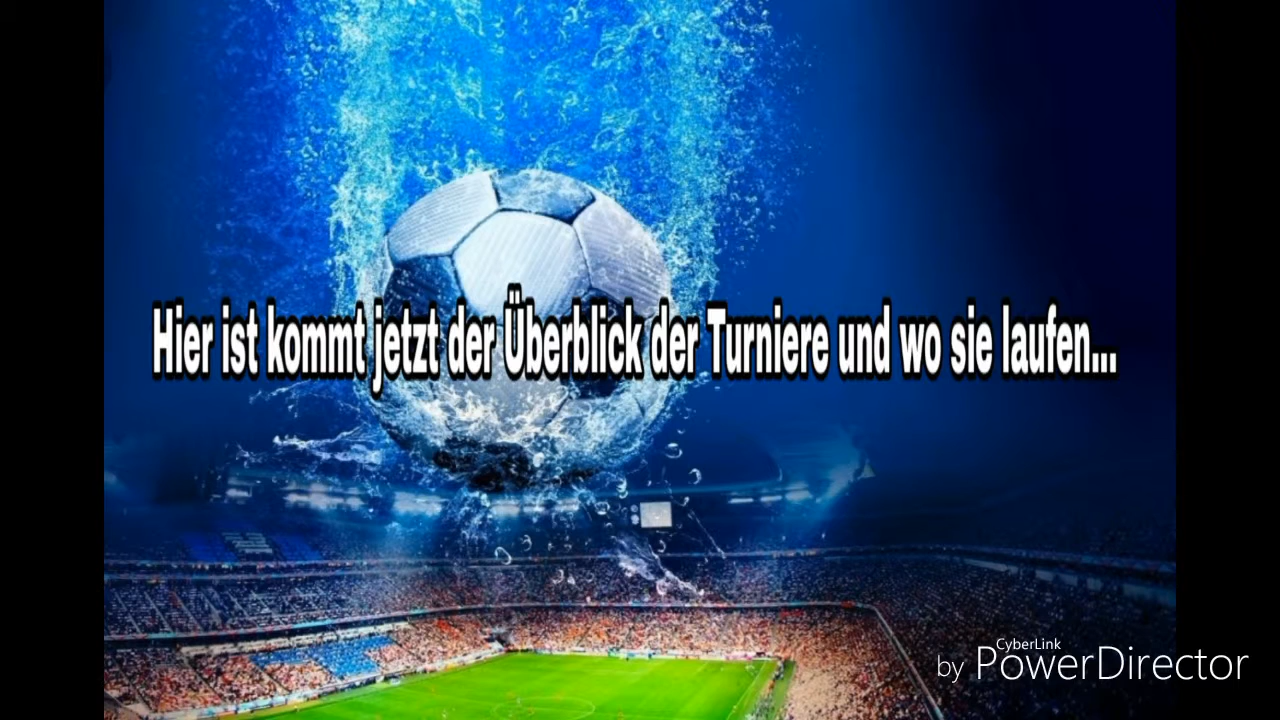 Hier ist kommt jetzt der Überblick der Turniere und wo sie laufen...
CyberLink
by PowerDirector